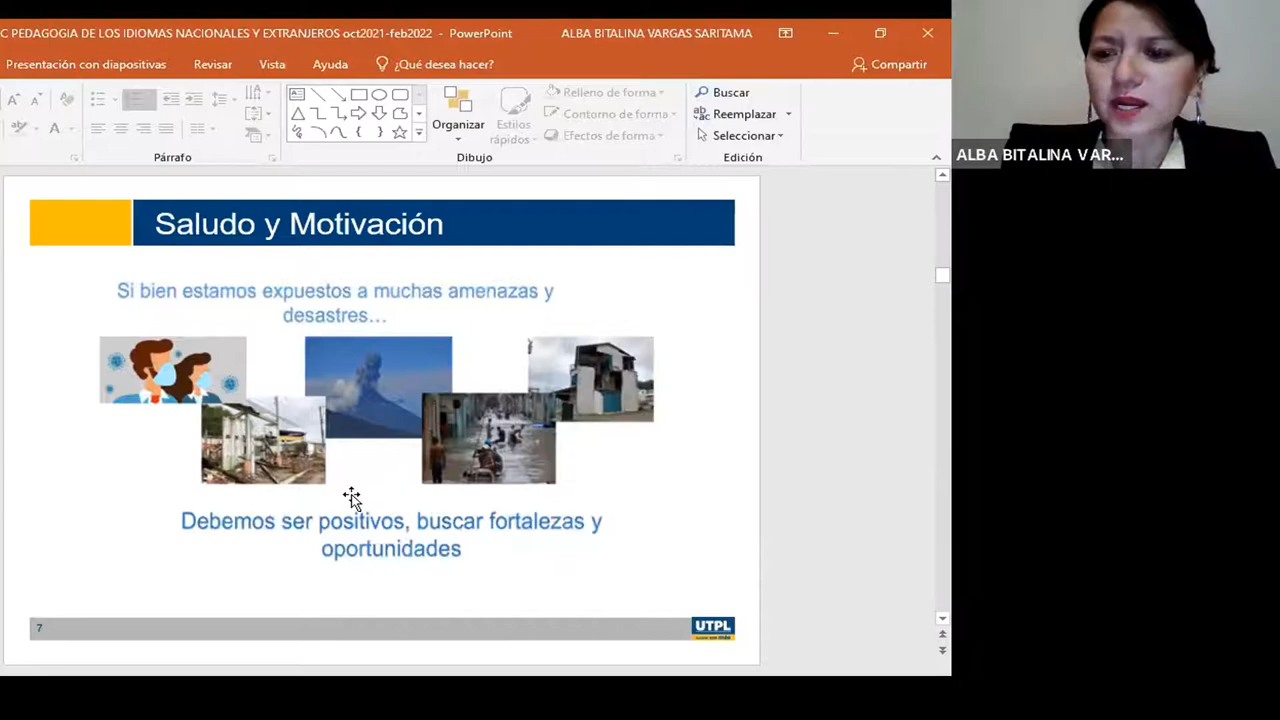 C PEDAGOGIA DE LOS IDIOMAS NACIONALES Y EXTRANJEROS oct2021-feb2022 - PowerPoint
ALBA BITALINA VARGAS SARITAMA
Presentación con diapositivas
Revisar
Vista
Ayuda
¿Qué desea hacer?
Compartir
Párrafo
Organizar
Estilos
rápidos
Relleno de forma
Contorno de forma
Efectos de forma
Dibujo
Buscar
Reemplazar
Seleccionar
Edición
ALBA BITALINA VAR...
Saludo y Motivación
Si bien estamos expuestos a muchas amenazas y
desastres...
Debemos ser positivos, buscar fortalezas y
oportunidades
7
UTPL